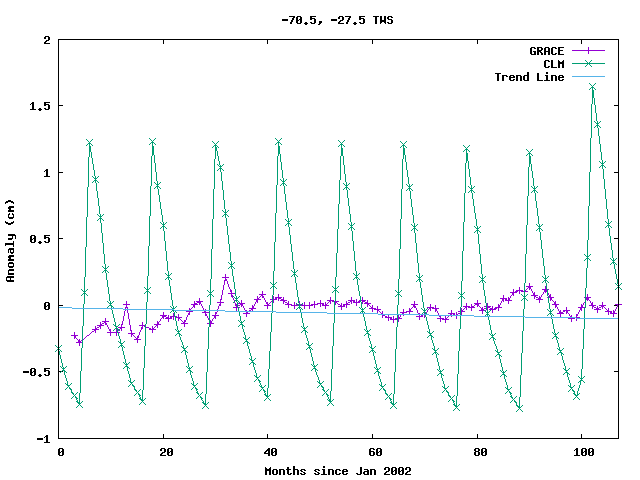 -70.5, -27.5 TWS
GRACE
CLM
Trend Line
2
1.5
1
0.5
0
-0.5
-1
Anomaly (cm)
0 20 40 60 80 100
Months since Jan 2002